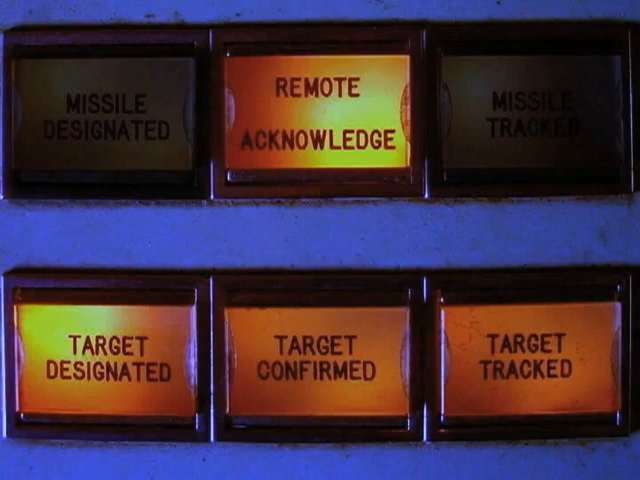 MISSILE
DESIGNATED
REMOTE
ACKNOWLEDGE
MISSILE
TRACKED
TARGET
DESIGNATED
TARGET
CONFIRMED
TARGET
TRACKED